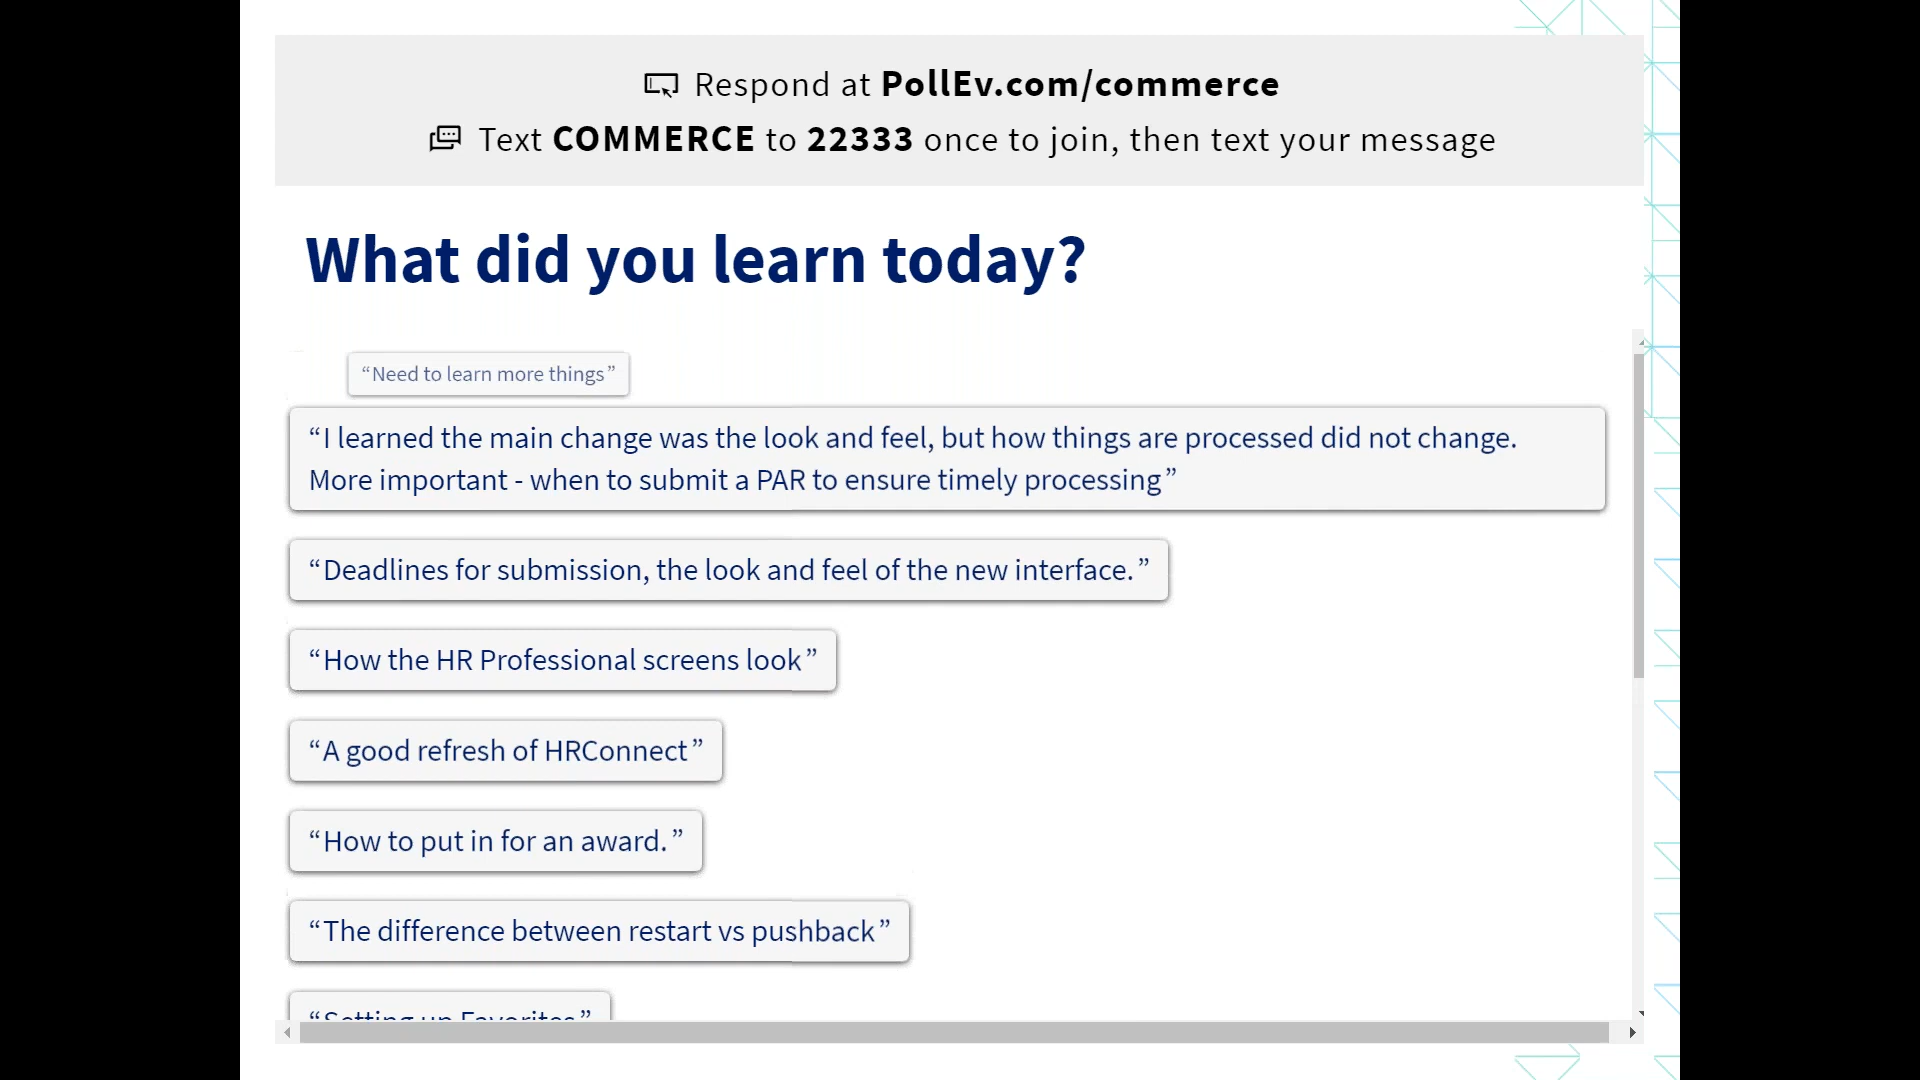 Respond at PollEv.com/commerce
Text COMMERCE to 22333 once to join, then text your message
What did you learn today?
“Need to learn more things”
“I learned the main change was the look and feel, but how things are processed did not change.
More important - when to submit a PAR to ensure timely processing”
“Deadlines for submission, the look and feel of the new interface.”
“How the HR Professional screens look”
“A good refresh of HRConnect”
“How to put in for an award.”
“The difference between restart vs pushback”
“Setting up Favorites”